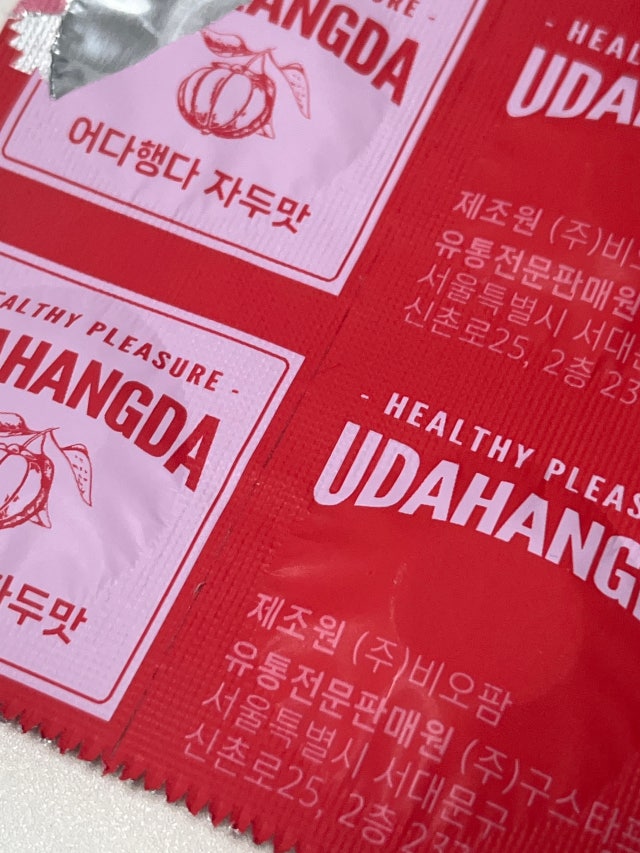 ANGDA
어다행다 자두맛
HEALTHY PLEASURE -
AHANGDA
자두맛
- HEAL
UDAHA
제조원 (주)비오
유통전문판매원
서울특별시 서대
신촌로25, 2층 23
- HEALTHY PLEAS
UDAHANG
제조원 (주)비오팜
유통전문판매원 (주)구스타
서울특별시 서대문구
신촌로25, 2층 237